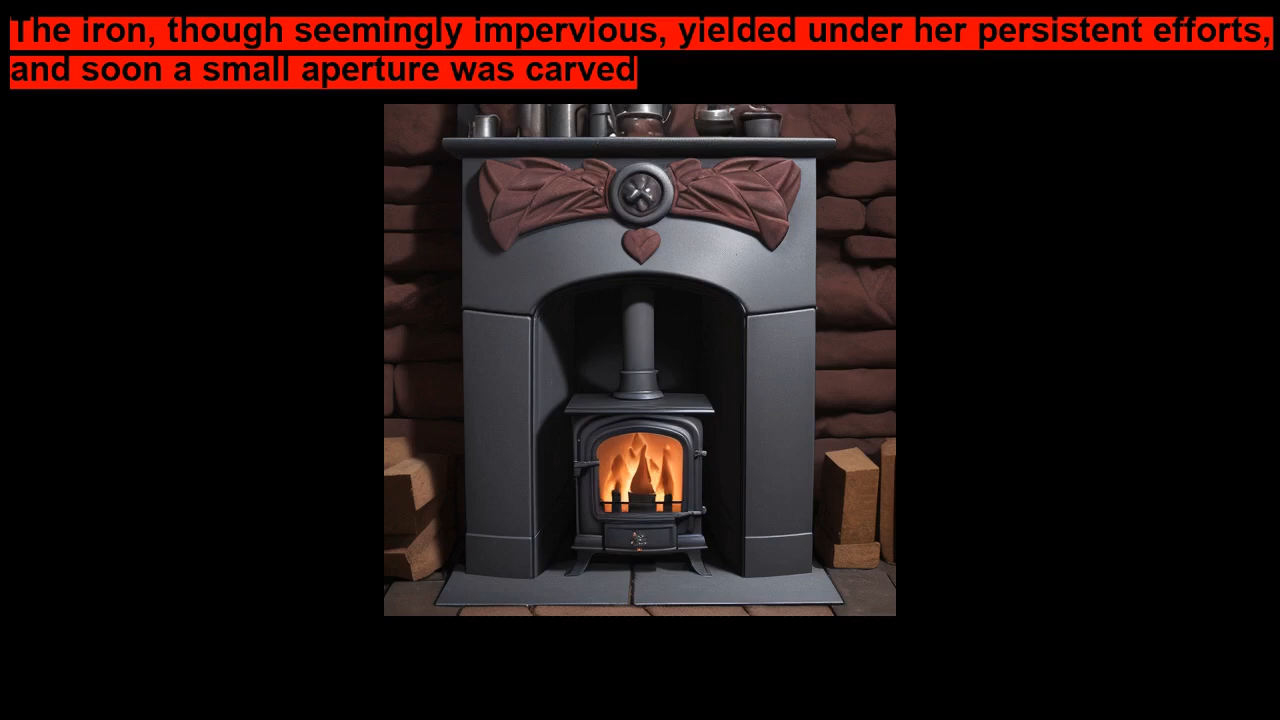 The iron, though seemingly impervious, yielded under her persistent efforts,
and soon a small aperture was carved